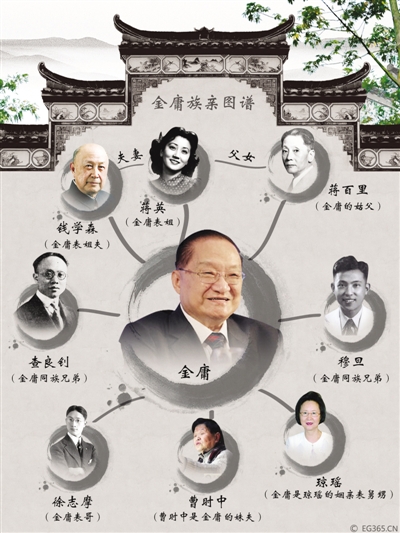 金庸族亲图谱
夫妻
父女
钱学森
(金庸表姐夫)
蒋英
(金庸表姐)
蒋百里
(金庸的姑父)
查良钊
(金庸同族兄弟)
金庸
穆旦
(金庸同族兄弟)
徐志摩
(金庸表哥)
曹时中
(曹时中是金庸的妹夫)
琼瑶
(金庸是琼瑶的姻亲表舅甥)
© EG365.CN